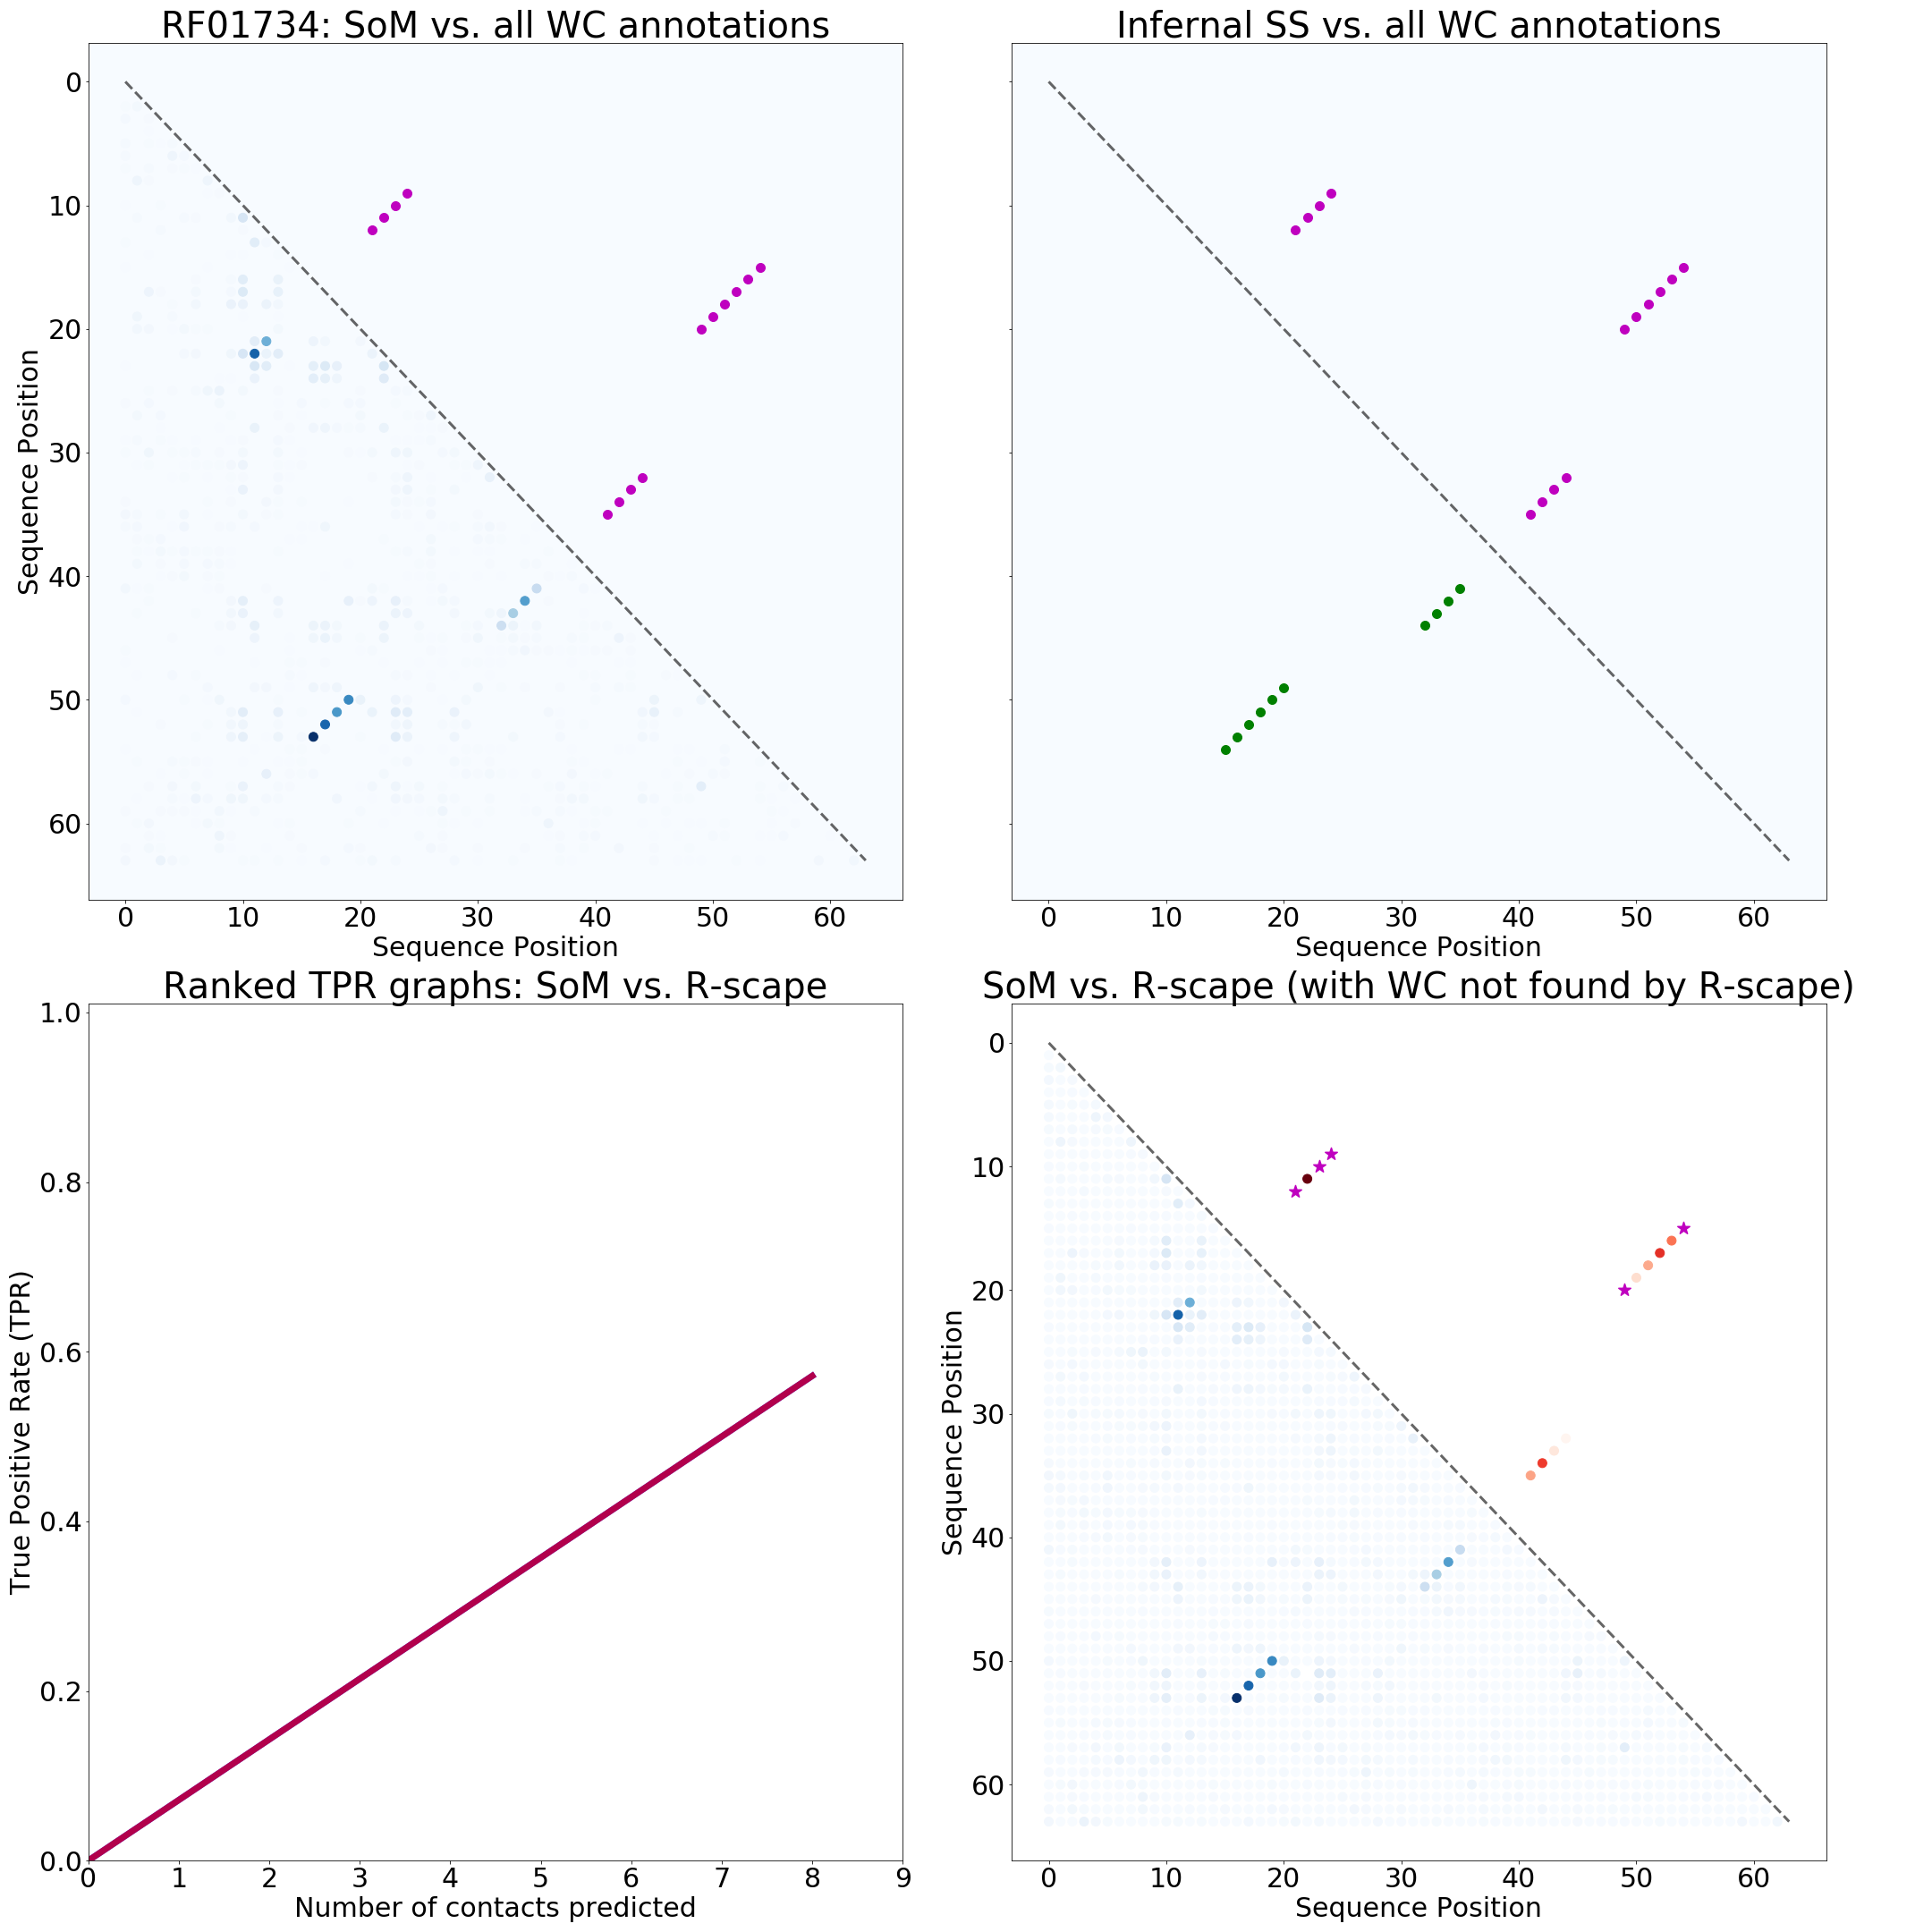 RF01734: SoM vs. all WC annotations
Infernal SS vs. all WC annotations
0
10
20
30
40
50
60
Sequence Position
0 10 20 30 40 50 60
Sequence Position
0 10 20 30 40 50 60
Sequence Position
Ranked TPR graphs: SoM vs. R-scape
SoM vs. R-scape (with WC not found by R-scape)
1.0
0.8
0.6
0.4
0.2
0.0
True Positive Rate (TPR)
0 1 2 3 4 5 6 7 8 9
Number of contacts predicted
0
10
20
30
40
50
60
Sequence Position
0 10 20 30 40 50 60
Sequence Position